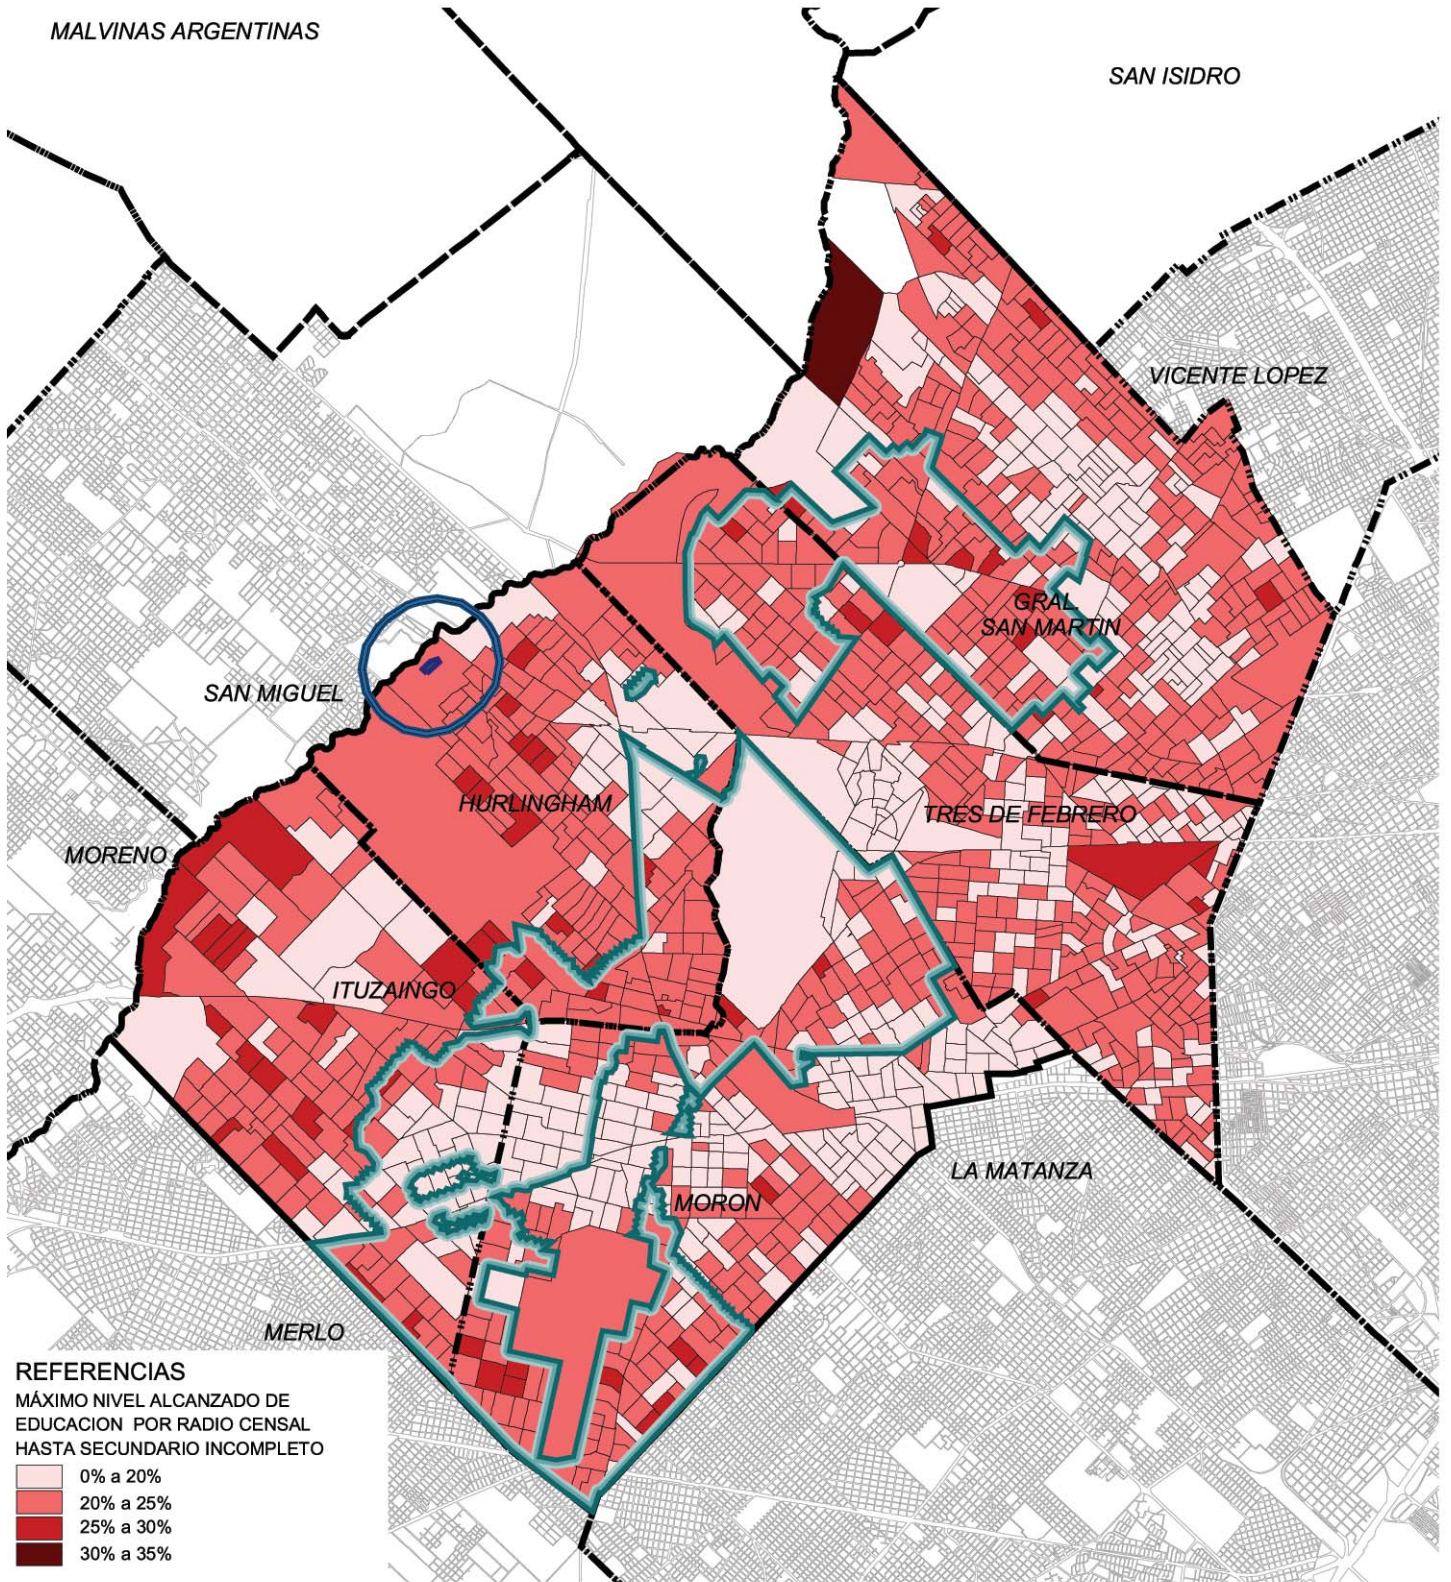 MALVINAS ARGENTINAS
SAN ISIDRO
VICENTE LOPEZ
GRAL.
SAN MARTIN
SAN MIGUEL
HURLINGHAM
TRES DE FEBRERO
MORENO
ITUZAINGO
LA MATANZA
MORON
MERLO
REFERENCIAS
MÁXIMO NIVEL ALCANZADO DE
EDUCACION POR RADIO CENSAL
HASTA SECUNDARIO INCOMPLETO
0% a 20%
20% a 25%
25% a 30%
30% a 35%